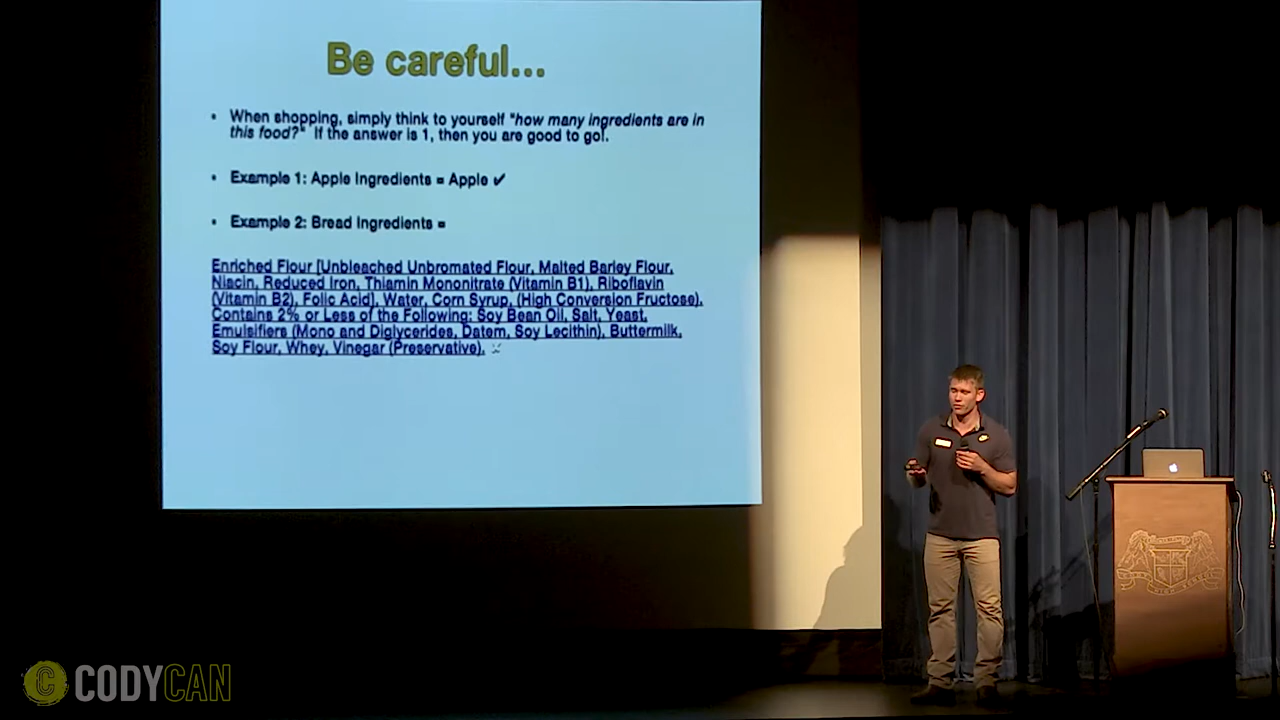 Be careful...
• When shopping, simply think to yourself "how many ingredients are in
this food?" If the answer is 1, then you are good to go!.
• Example 1: Apple Ingredients = Apple ✔
• Example 2: Bread Ingredients =
Enriched Flour [Unbleached Unbromated Flour, Malted Barley Flour,
Niacin, Reduced Iron, Thiamin Mononitrate (Vitamin B1), Riboflavin
(Vitamin B2), Folic Acid], Water, Corn Syrup, (High Conversion Fructose).
Contains 2% or Less of the Following: Soy Bean Oil, Salt, Yeast,
Emulsifiers (Mono and Diglycerides, Datem, Soy Lecithin), Buttermilk,
Soy Flour, Whey, Vinegar (Preservative).
HIGH SCHOOL
C CODYCAN